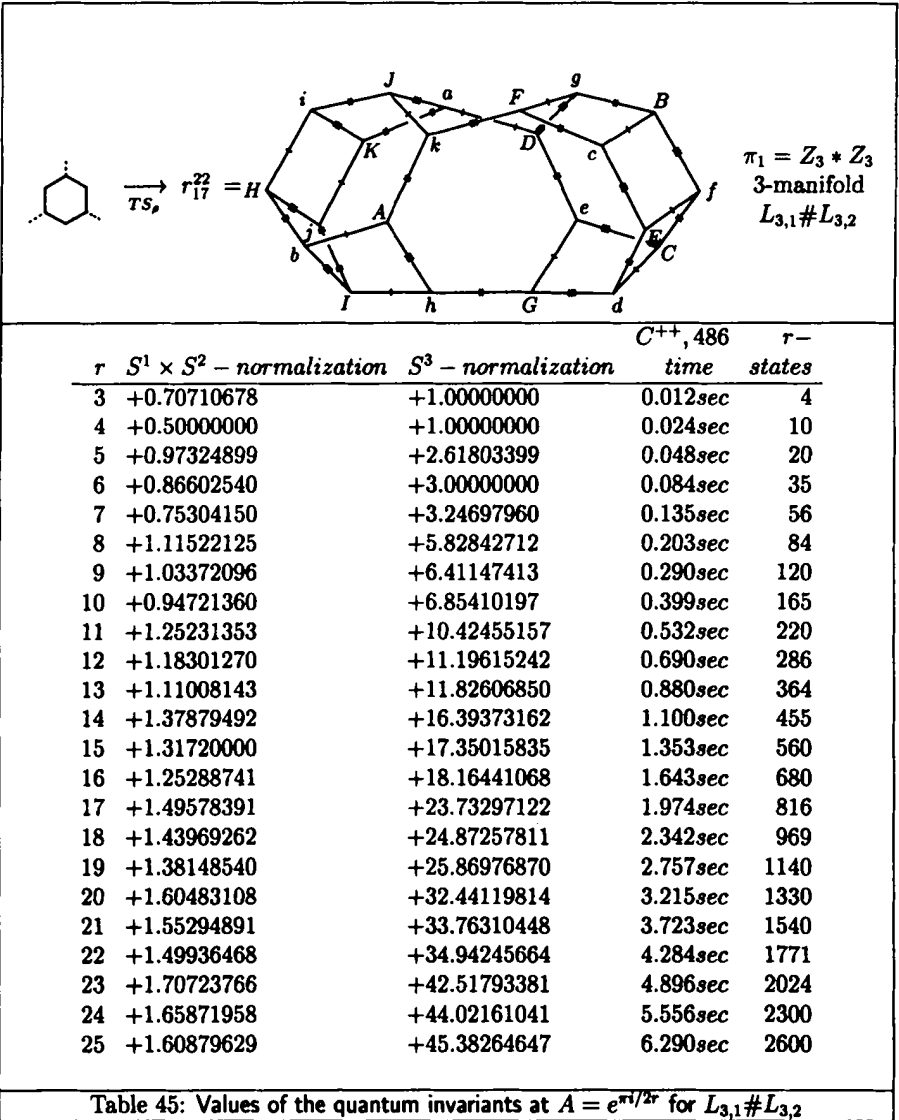 J a F g B
i K k D c
TS_ρ → r^{22}_{17} = H f
j A e E
b C
I h G d
π₁ = Z₃ * Z₃
3-manifold
L_{3,1}#L_{3,2}
C^{++}, 486 r−
r S¹ × S² − normalization S³ − normalization time states
3 +0.70710678 +1.00000000 0.012sec 4
4 +0.50000000 +1.00000000 0.024sec 10
5 +0.97324899 +2.61803399 0.048sec 20
6 +0.86602540 +3.00000000 0.084sec 35
7 +0.75304150 +3.24697960 0.135sec 56
8 +1.11522125 +5.82842712 0.203sec 84
9 +1.03372096 +6.41147413 0.290sec 120
10 +0.94721360 +6.85410197 0.399sec 165
11 +1.25231353 +10.42455157 0.532sec 220
12 +1.18301270 +11.19615242 0.690sec 286
13 +1.11008143 +11.82606850 0.880sec 364
14 +1.37879492 +16.39373162 1.100sec 455
15 +1.31720000 +17.35015835 1.353sec 560
16 +1.25288741 +18.16441068 1.643sec 680
17 +1.49578391 +23.73297122 1.974sec 816
18 +1.43969262 +24.87257811 2.342sec 969
19 +1.38148540 +25.86976870 2.757sec 1140
20 +1.60483108 +32.44119814 3.215sec 1330
21 +1.55294891 +33.76310448 3.723sec 1540
22 +1.49936468 +34.94245664 4.284sec 1771
23 +1.70723766 +42.51793381 4.896sec 2024
24 +1.65871958 +44.02161041 5.556sec 2300
25 +1.60879629 +45.38264647 6.290sec 2600
Table 45: Values of the quantum invariants at A = e^{πi/2r} for L_{3,1}#L_{3,2}